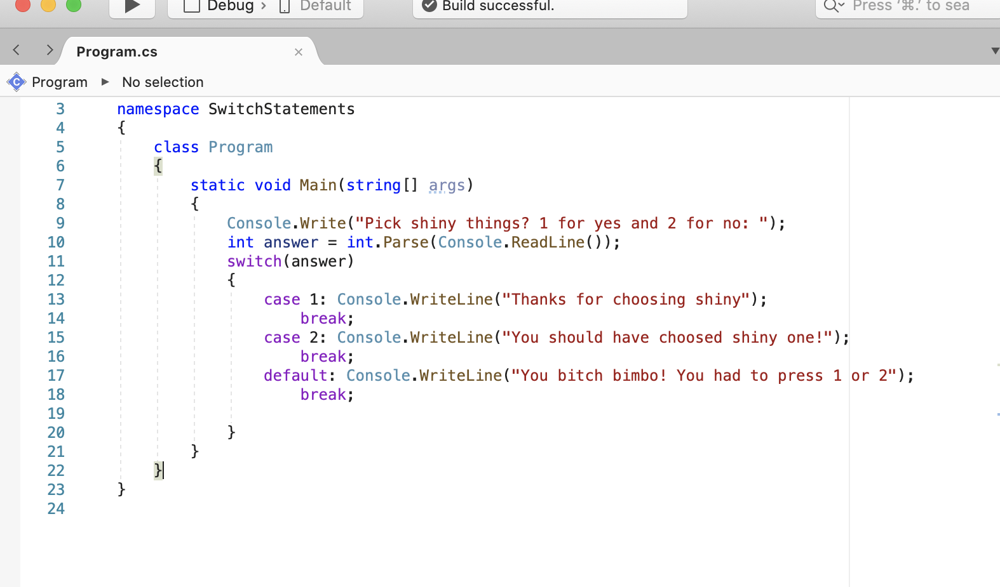 Debug › Default
Build successful.
Press ‘⌘.’ to sea
Program.cs
Program ▸ No selection
3 namespace SwitchStatements
4 {
5 class Program
6 {
7 static void Main(string[] args)
8 {
9 Console.Write("Pick shiny things? 1 for yes and 2 for no: ");
10 int answer = int.Parse(Console.ReadLine());
11 switch(answer)
12 {
13 case 1: Console.WriteLine("Thanks for choosing shiny");
14 break;
15 case 2: Console.WriteLine("You should have choosed shiny one!");
16 break;
17 default: Console.WriteLine("You bitch bimbo! You had to press 1 or 2");
18 break;
19
20 }
21 }
22 }
23 }
24